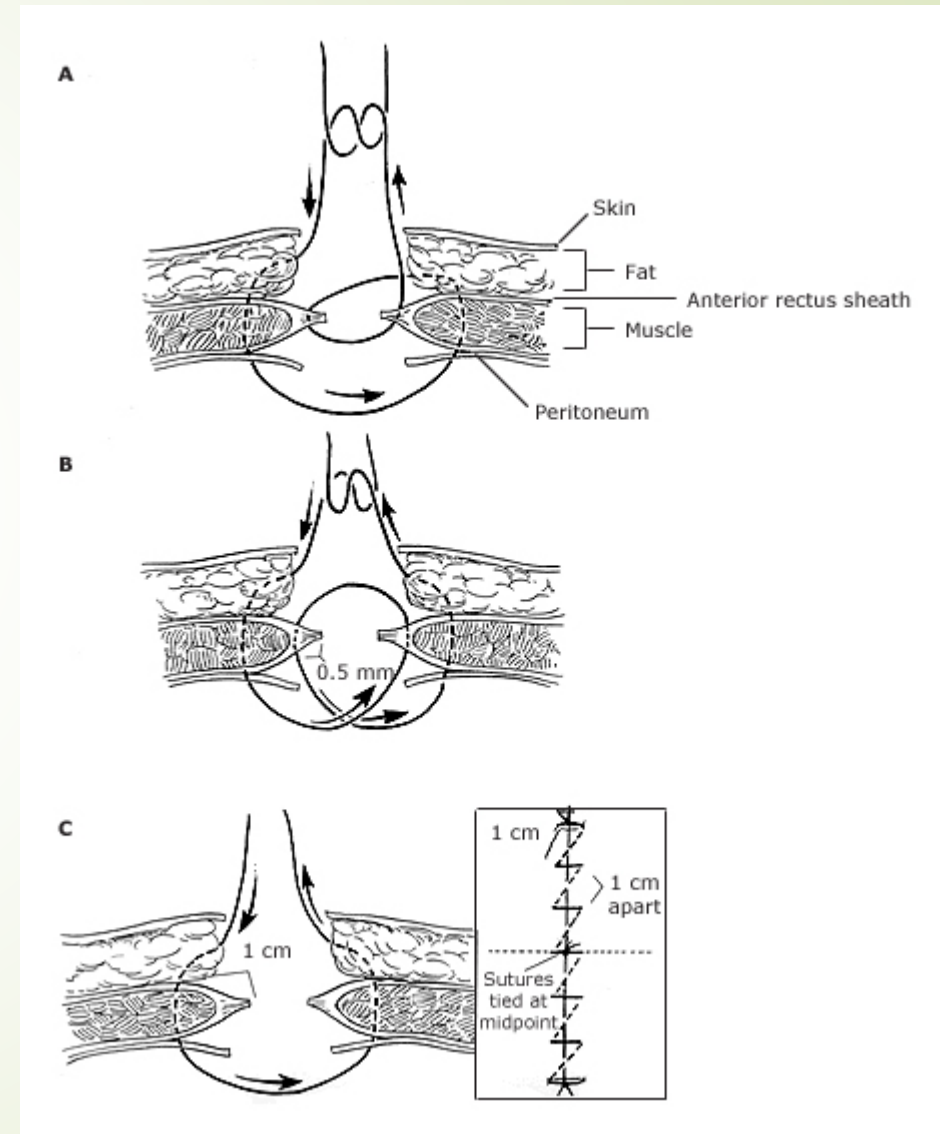 A
Skin
Fat
Anterior rectus sheath
Muscle
Peritoneum
B
0.5 mm
C
1 cm
1 cm
1 cm
apart
Sutures
tied at
midpoint